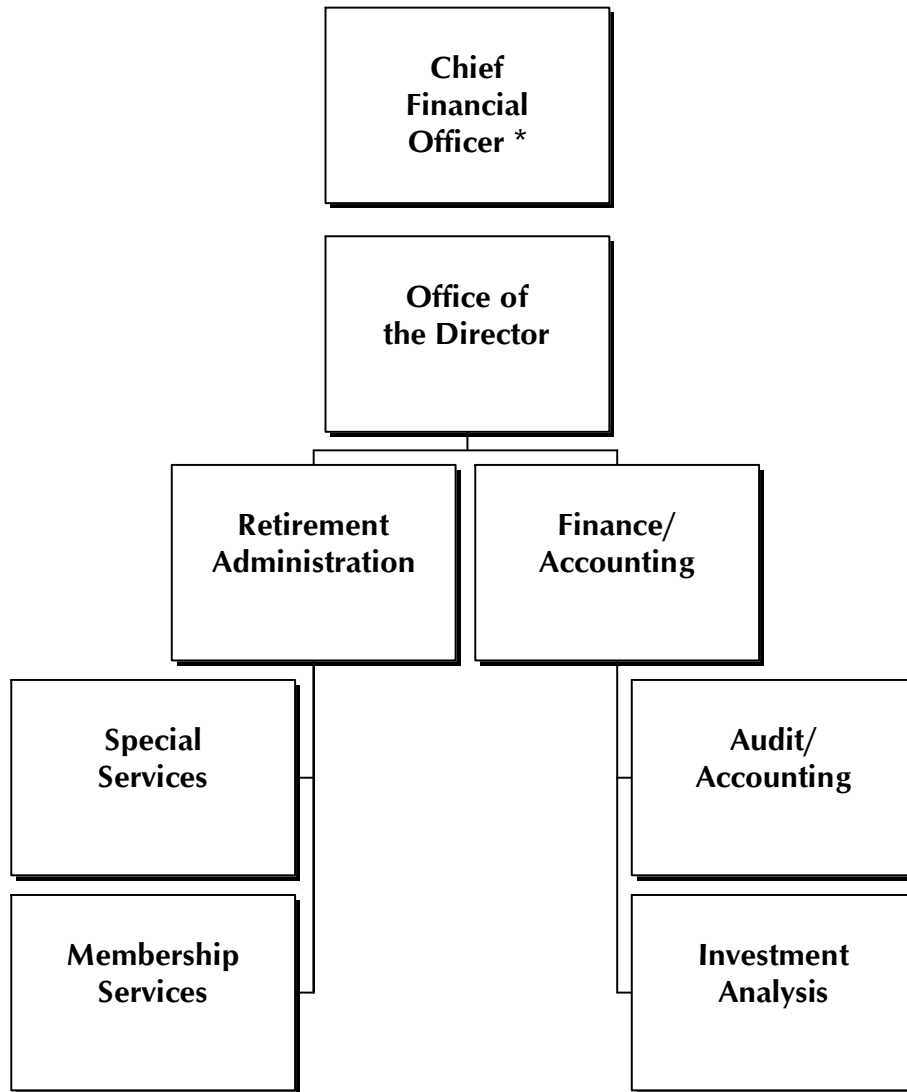 Chief
Financial
Officer *
Office of
the Director
Retirement
Administration
Finance/
Accounting
Special
Services
Audit/
Accounting
Membership
Services
Investment
Analysis